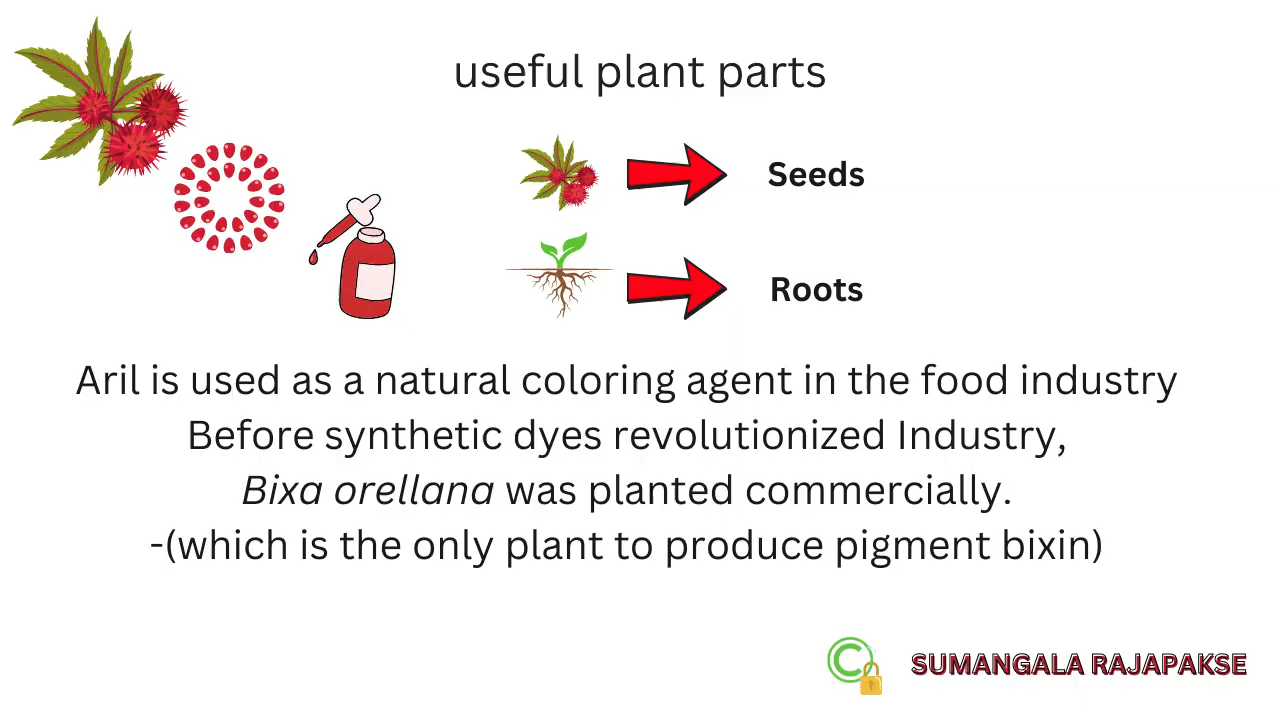 useful plant parts
Seeds
Roots
Aril is used as a natural coloring agent in the food industry
Before synthetic dyes revolutionized Industry,
Bixa orellana was planted commercially.
-(which is the only plant to produce pigment bixin)
C SUMANGALA RAJAPAKSE